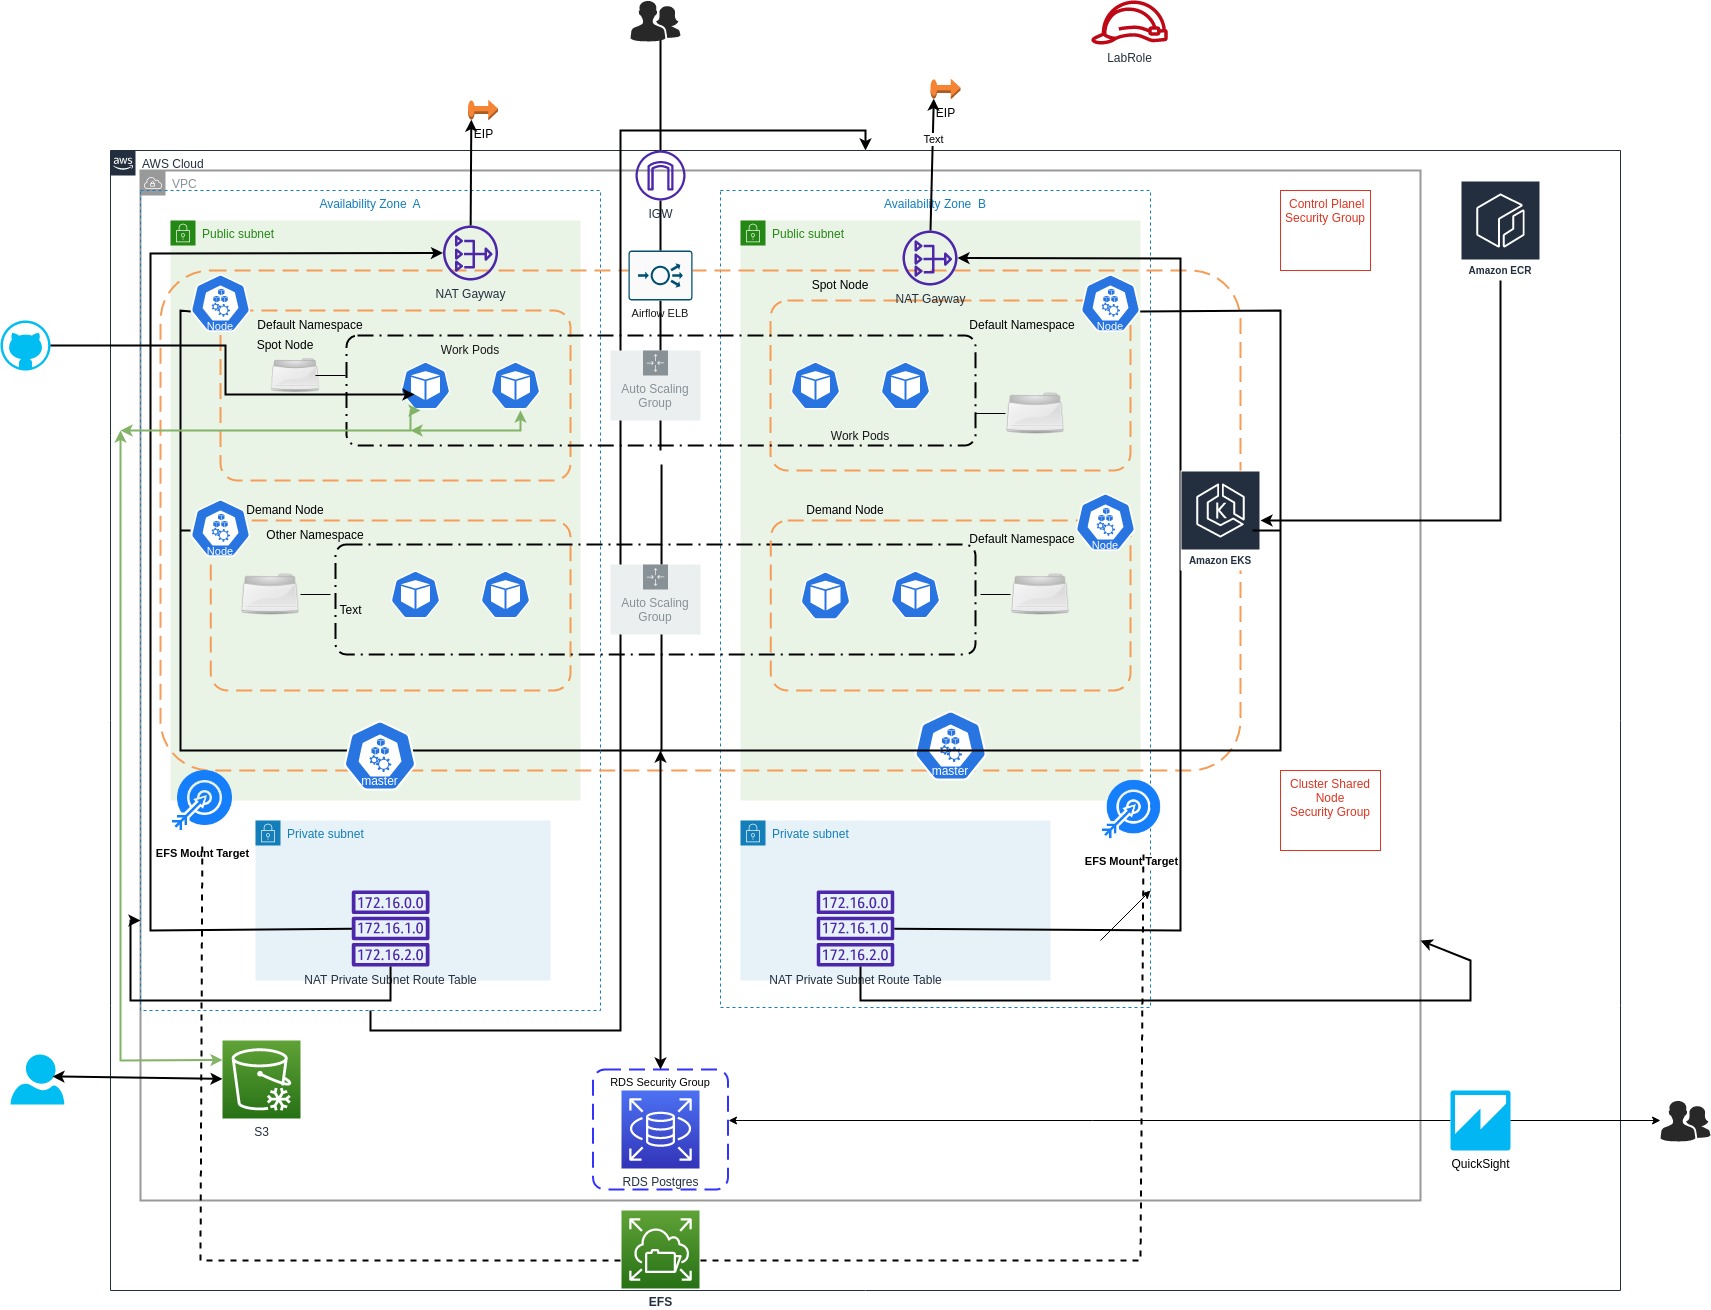 LabRole
EIP
EIP
Text
aws
AWS Cloud
VPC
Availability Zone  A
Availability Zone  B
IGW
Control Planel
Security Group
Public subnet
Public subnet
Amazon ECR
NAT Gayway
NAT Gayway
Spot Node
Airflow ELB
Node
Node
Default Namespace
Default Namespace
Spot Node
Work Pods
Auto Scaling
Group
Work Pods
Demand Node
Demand Node
Other Namespace
Default Namespace
Node
Node
K
Amazon EKS
Auto Scaling
Group
Text
master
master
Cluster Shared
Node
Security Group
Private subnet
Private subnet
EFS Mount Target
EFS Mount Target
172.16.0.0
172.16.1.0
172.16.2.0
172.16.0.0
172.16.1.0
172.16.2.0
NAT Private Subnet Route Table
NAT Private Subnet Route Table
RDS Security Group
S3
QuickSight
RDS Postgres
EFS